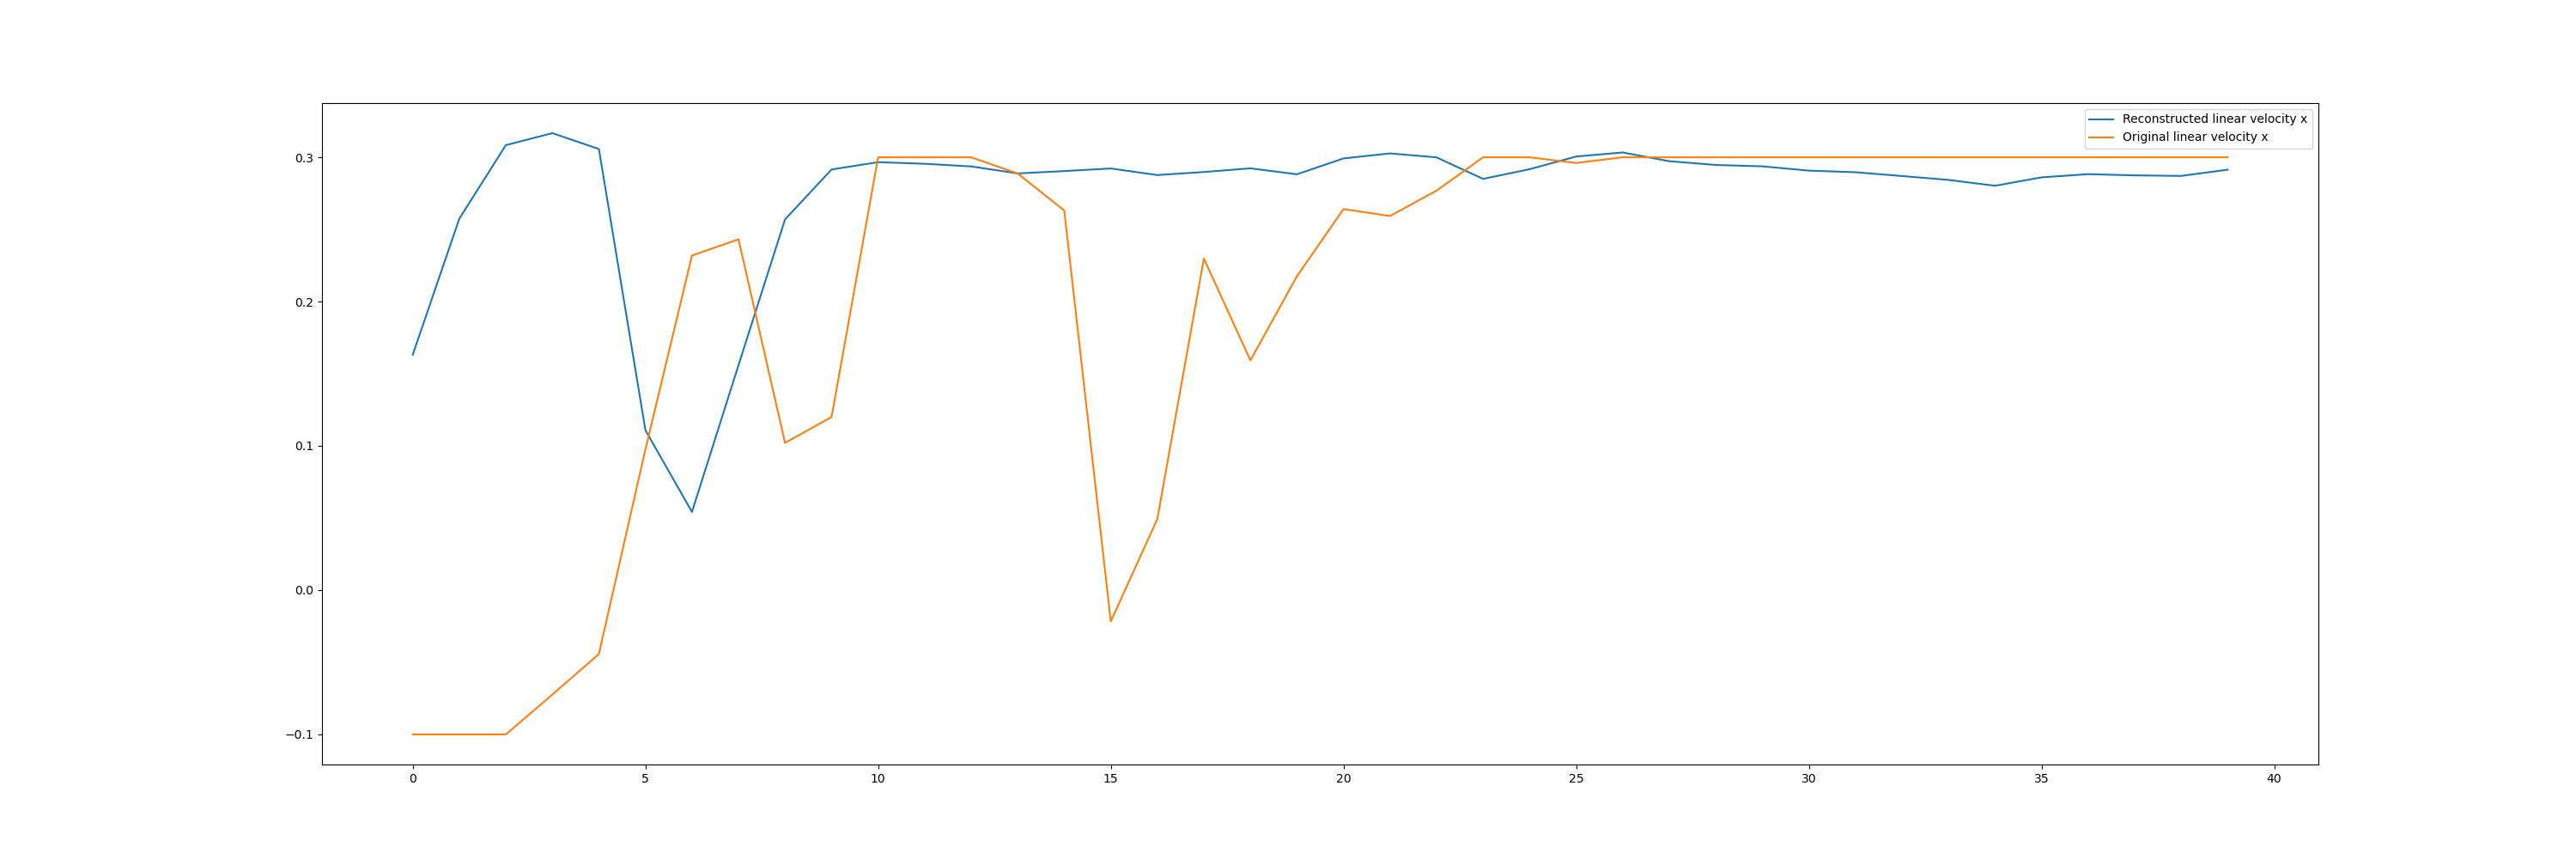 Reconstructed linear velocity x
Original linear velocity x
0.3
0.2
0.1
0.0
−0.1
0 5 10 15 20 25 30 35 40